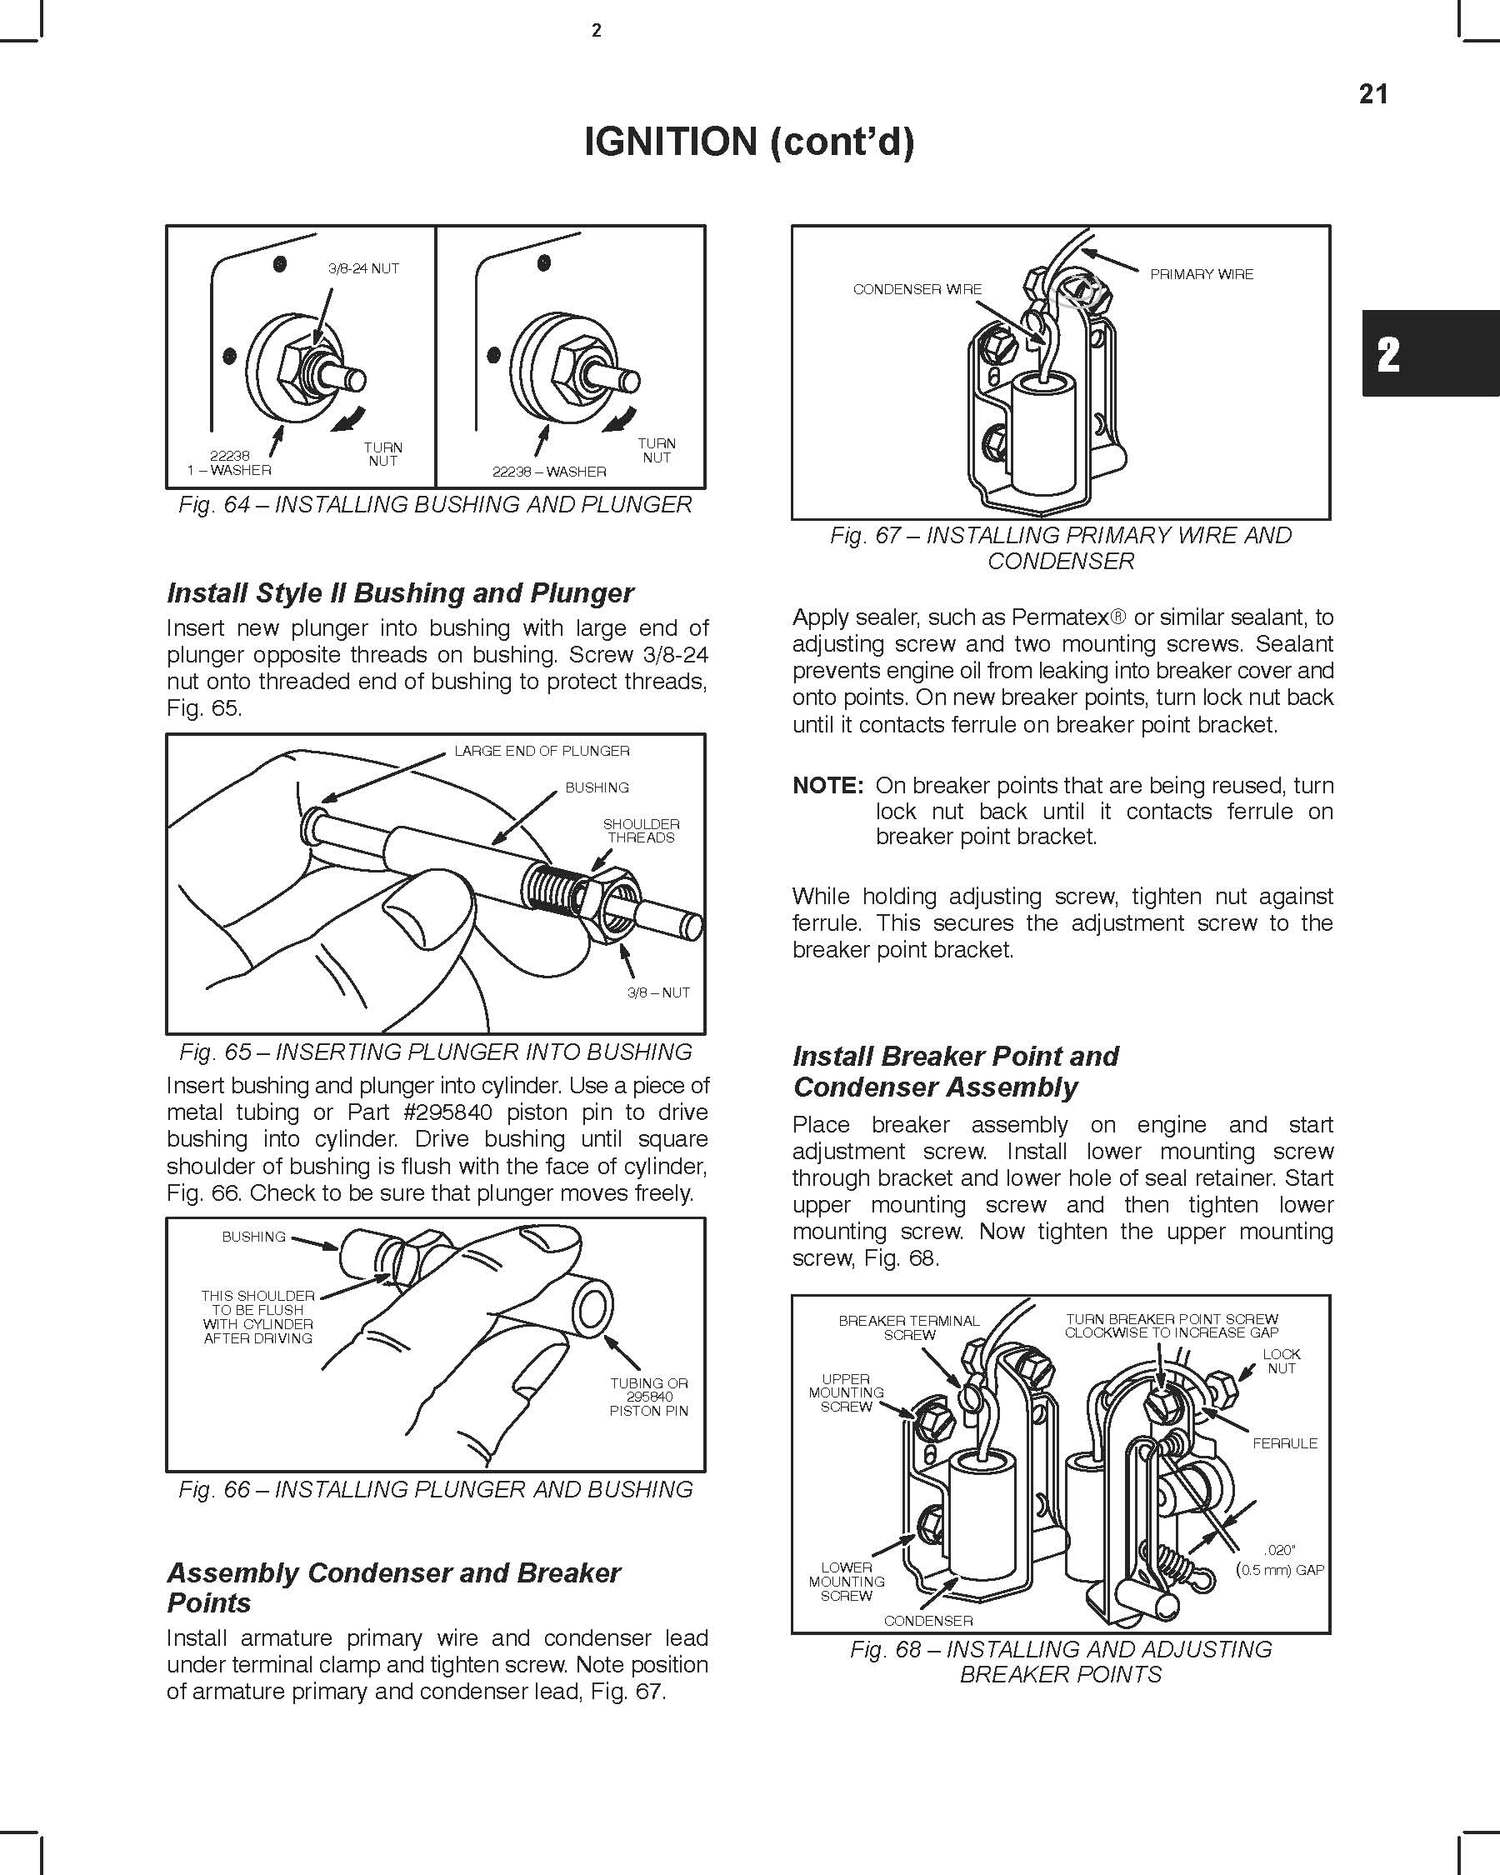 2
21
IGNITION (cont’d)
3/8-24 NUT
22238
1 – WASHER
TURN
NUT
22238 – WASHER
TURN
NUT
Fig. 64 – INSTALLING BUSHING AND PLUNGER
Install Style II Bushing and Plunger
Insert new plunger into bushing with large end of
plunger opposite threads on bushing. Screw 3/8-24
nut onto threaded end of bushing to protect threads,
Fig. 65.
LARGE END OF PLUNGER
BUSHING
SHOULDER
THREADS
3/8 – NUT
Fig. 65 – INSERTING PLUNGER INTO BUSHING
Insert bushing and plunger into cylinder. Use a piece of
metal tubing or Part #295840 piston pin to drive
bushing into cylinder. Drive bushing until square
shoulder of bushing is flush with the face of cylinder,
Fig. 66. Check to be sure that plunger moves freely.
BUSHING
THIS SHOULDER
TO BE FLUSH
WITH CYLINDER
AFTER DRIVING
TUBING OR
295840
PISTON PIN
Fig. 66 – INSTALLING PLUNGER AND BUSHING
Assembly Condenser and Breaker
Points
Install armature primary wire and condenser lead
under terminal clamp and tighten screw. Note position
of armature primary and condenser lead, Fig. 67.
CONDENSER WIRE
PRIMARY WIRE
Fig. 67 – INSTALLING PRIMARY WIRE AND
CONDENSER
2
Apply sealer, such as Permatex® or similar sealant, to
adjusting screw and two mounting screws. Sealant
prevents engine oil from leaking into breaker cover and
onto points. On new breaker points, turn lock nut back
until it contacts ferrule on breaker point bracket.
NOTE: On breaker points that are being reused, turn
lock nut back until it contacts ferrule on
breaker point bracket.
While holding adjusting screw, tighten nut against
ferrule. This secures the adjustment screw to the
breaker point bracket.
Install Breaker Point and
Condenser Assembly
Place breaker assembly on engine and start
adjustment screw. Install lower mounting screw
through bracket and lower hole of seal retainer. Start
upper mounting screw and then tighten lower
mounting screw. Now tighten the upper mounting
screw, Fig. 68.
BREAKER TERMINAL
SCREW
TURN BREAKER POINT SCREW
CLOCKWISE TO INCREASE GAP
LOCK
NUT
UPPER
MOUNTING
SCREW
FERRULE
LOWER
MOUNTING
SCREW
CONDENSER
.020"
(0.5 mm) GAP
Fig. 68 – INSTALLING AND ADJUSTING
BREAKER POINTS